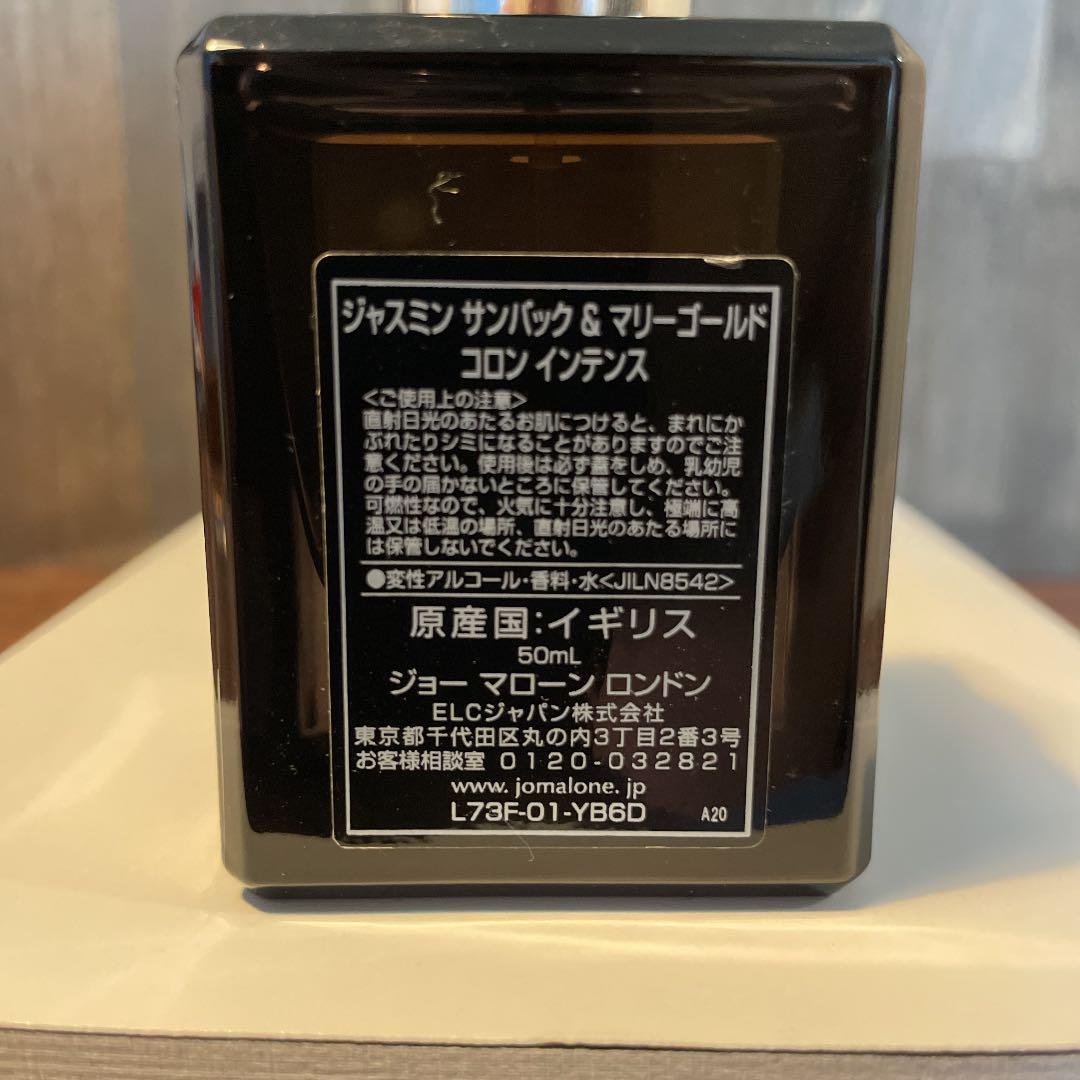 ジャスミン サンバック & マリーゴールド
コロン インテンス
<ご使用上の注意>
直射日光のあたるお肌につけると、まれにか
ぶれたりシミになることがありますのでご注
意ください。使用後は必ず蓋をしめ、乳幼児
の手の届かないところに保管してください。
可燃性なので、火気に十分注意し、極端に高
温又は低温の場所、直射日光のあたる場所に
は保管しないでください。
●変性アルコール・香料・水<JILN8542>
原産国:イギリス
50mL
ジョー マローン ロンドン
ELCジャパン株式会社
東京都千代田区丸の内3丁目2番3号
お客様相談室 0120-032821
www. jomalone. jp
L73F-01-YB6D A20